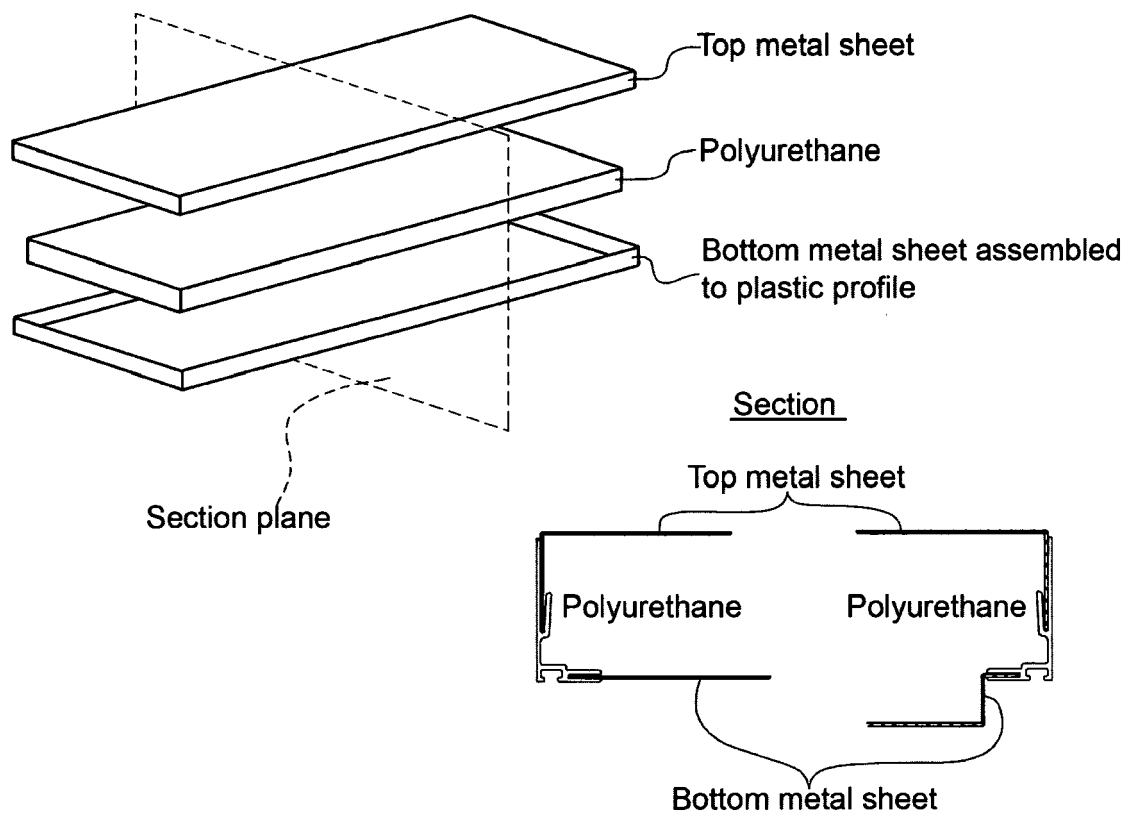 Top metal sheet
Polyurethane
Bottom metal sheet assembled
to plastic profile
Section plane
Section
Top metal sheet
Polyurethane
Polyurethane
Bottom metal sheet